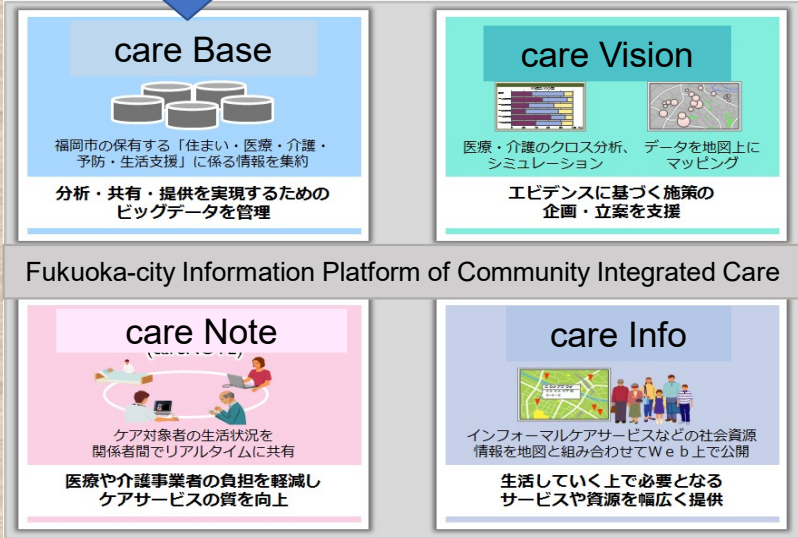 care Base
福岡市の保有する「住まい・医療・介護・
予防・生活支援」に係る情報を集約
分析・共有・提供を実現するための
ビッグデータを管理
care Vision
医療・介護のクロス分析、
シミュレーション
データを地図上に
マッピング
エビデンスに基づく施策の
企画・立案を支援
Fukuoka-city Information Platform of Community Integrated Care
care Note
ケア対象者の生活状況を
関係者間でリアルタイムに共有
医療や介護事業者の負担を軽減し
ケアサービスの質を向上
care Info
インフォーマルケアサービスなどの社会資源
情報を地図と組み合わせてWeb上で公開
生活していく上で必要となる
サービスや資源を幅広く提供